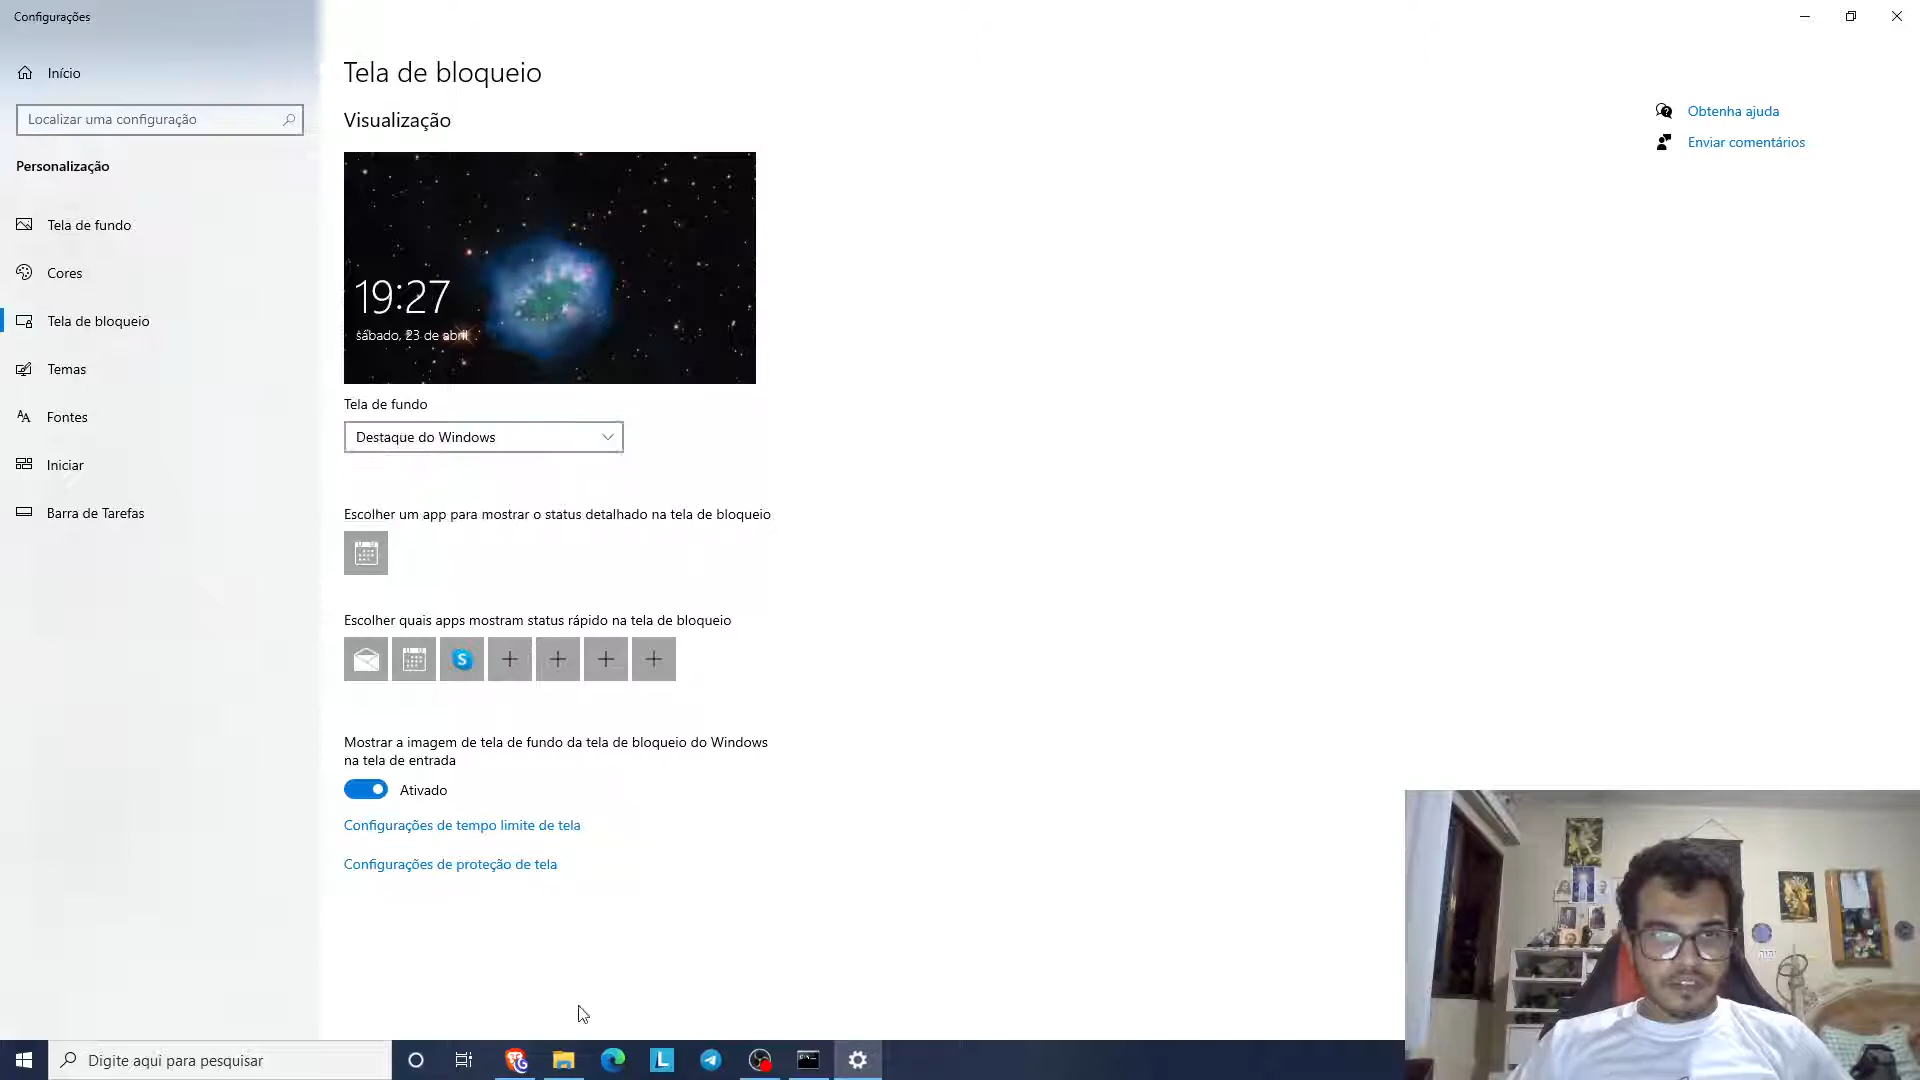 Configurações
Início
Localizar uma configuração
Personalização
Tela de fundo
Cores
Tela de bloqueio
Temas
Fontes
Iniciar
Barra de Tarefas
Tela de bloqueio
Visualização
19:27
sábado, 23 de abril
Tela de fundo
Destaque do Windows
Escolher um app para mostrar o status detalhado na tela de bloqueio
Escolher quais apps mostram status rápido na tela de bloqueio
Mostrar a imagem de tela de fundo da tela de bloqueio do Windows
na tela de entrada
Ativado
Configurações de tempo limite de tela
Configurações de proteção de tela
Obtenha ajuda
Enviar comentários
Digite aqui para pesquisar